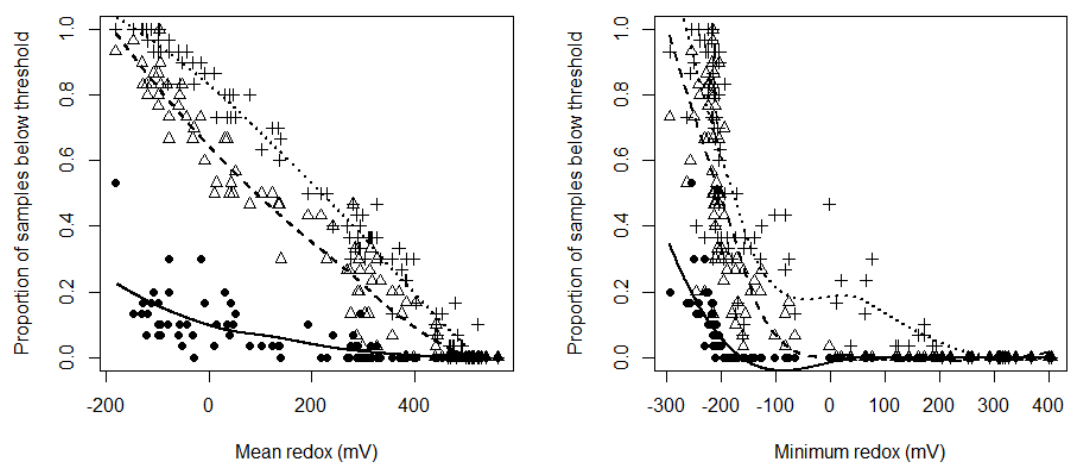 Proportion of samples below threshold
1.0
0.8
0.6
0.4
0.2
0.0
-200 0 200 400
Mean redox (mV)
Proportion of samples below threshold
1.0
0.8
0.6
0.4
0.2
0.0
-300 -200 -100 0 100 200 300 400
Minimum redox (mV)